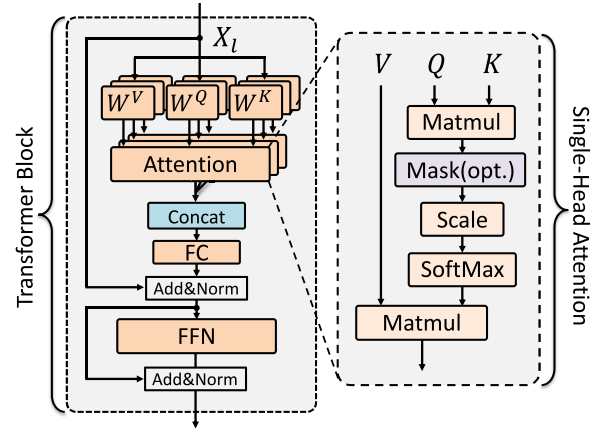 Transformer Block
X_l
W^V W^Q W^K
Attention
Concat
FC
Add&Norm
FFN
Add&Norm
V Q K
Matmul
Mask(opt.)
Scale
SoftMax
Matmul
Single-Head
Attention